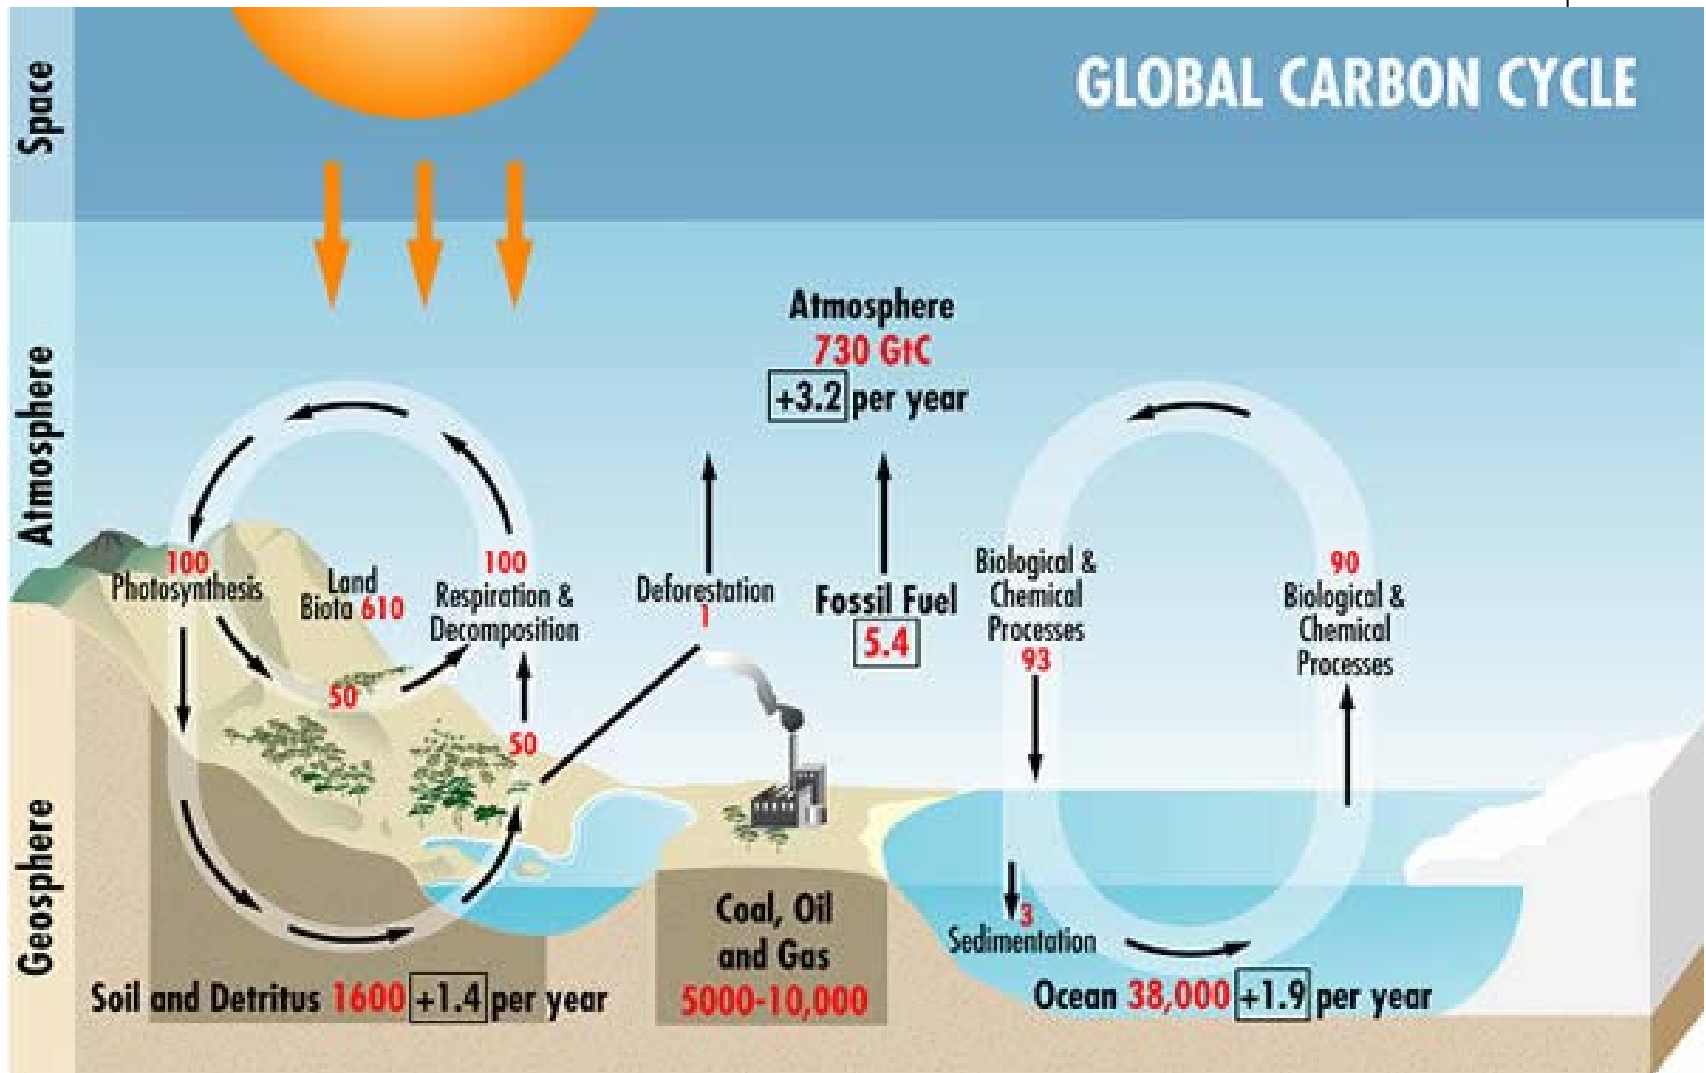 GLOBAL CARBON CYCLE
Space
Atmosphere
Geosphere
Atmosphere
730 GtC
+3.2 per year
100
Photosynthesis
Land
Biota 610
100
Respiration &
Decomposition
50
50
Deforestation
1
Fossil Fuel
5.4
Biological &
Chemical
Processes
93
90
Biological &
Chemical
Processes
3
Sedimentation
Coal, Oil
and Gas
5000-10,000
Soil and Detritus 1600 +1.4 per year
Ocean 38,000 +1.9 per year